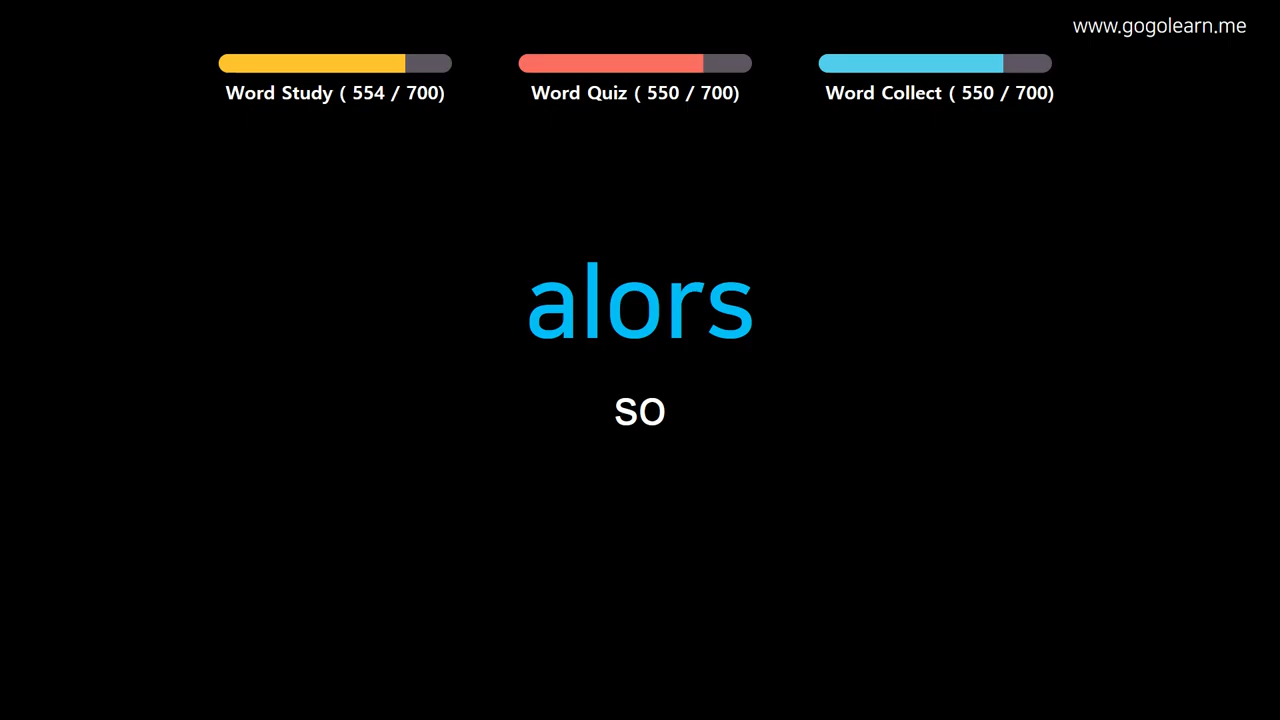 www.gogolearn.me
Word Study ( 554 / 700)
Word Quiz ( 550 / 700)
Word Collect ( 550 / 700)
alors
so